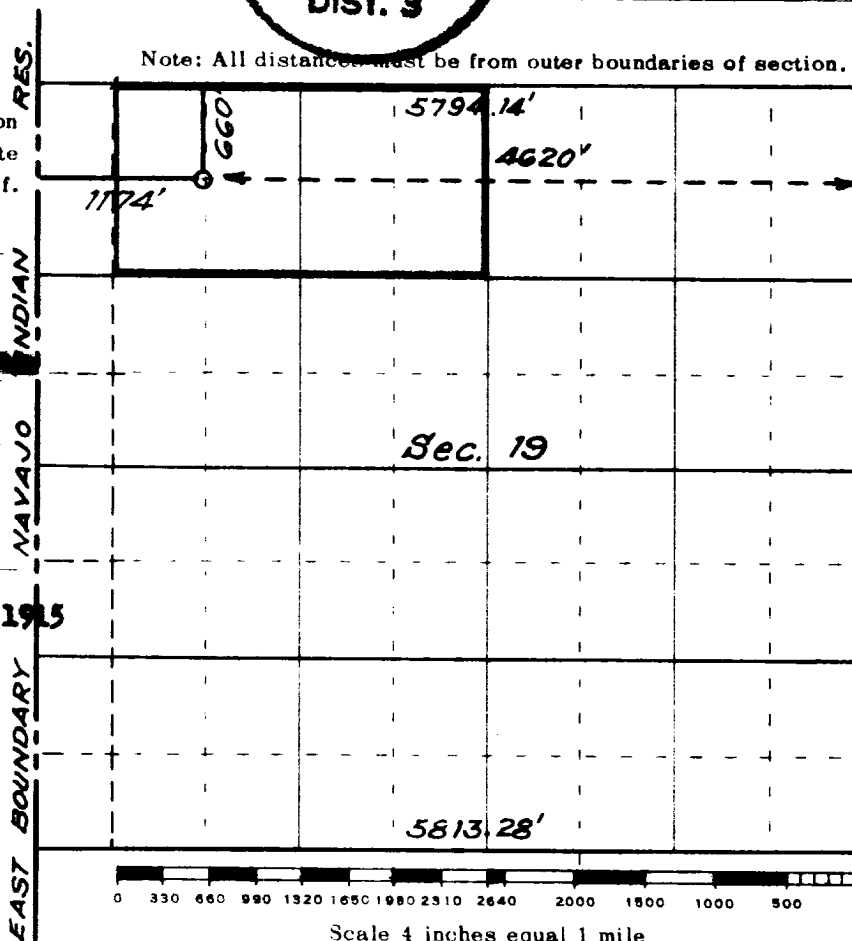 DIST. 3
Note: All distances must be from outer boundaries of section.
on
te
f.
660'
5794.14'
4620'
1174'
EAST BOUNDARY NAVAJO INDIAN RES.
Sec. 19
1915
5813.28'
0 330 660 990 1320 1650 1980 2310 2640 2000 1500 1000 500
Scale 4 inches equal 1 mile